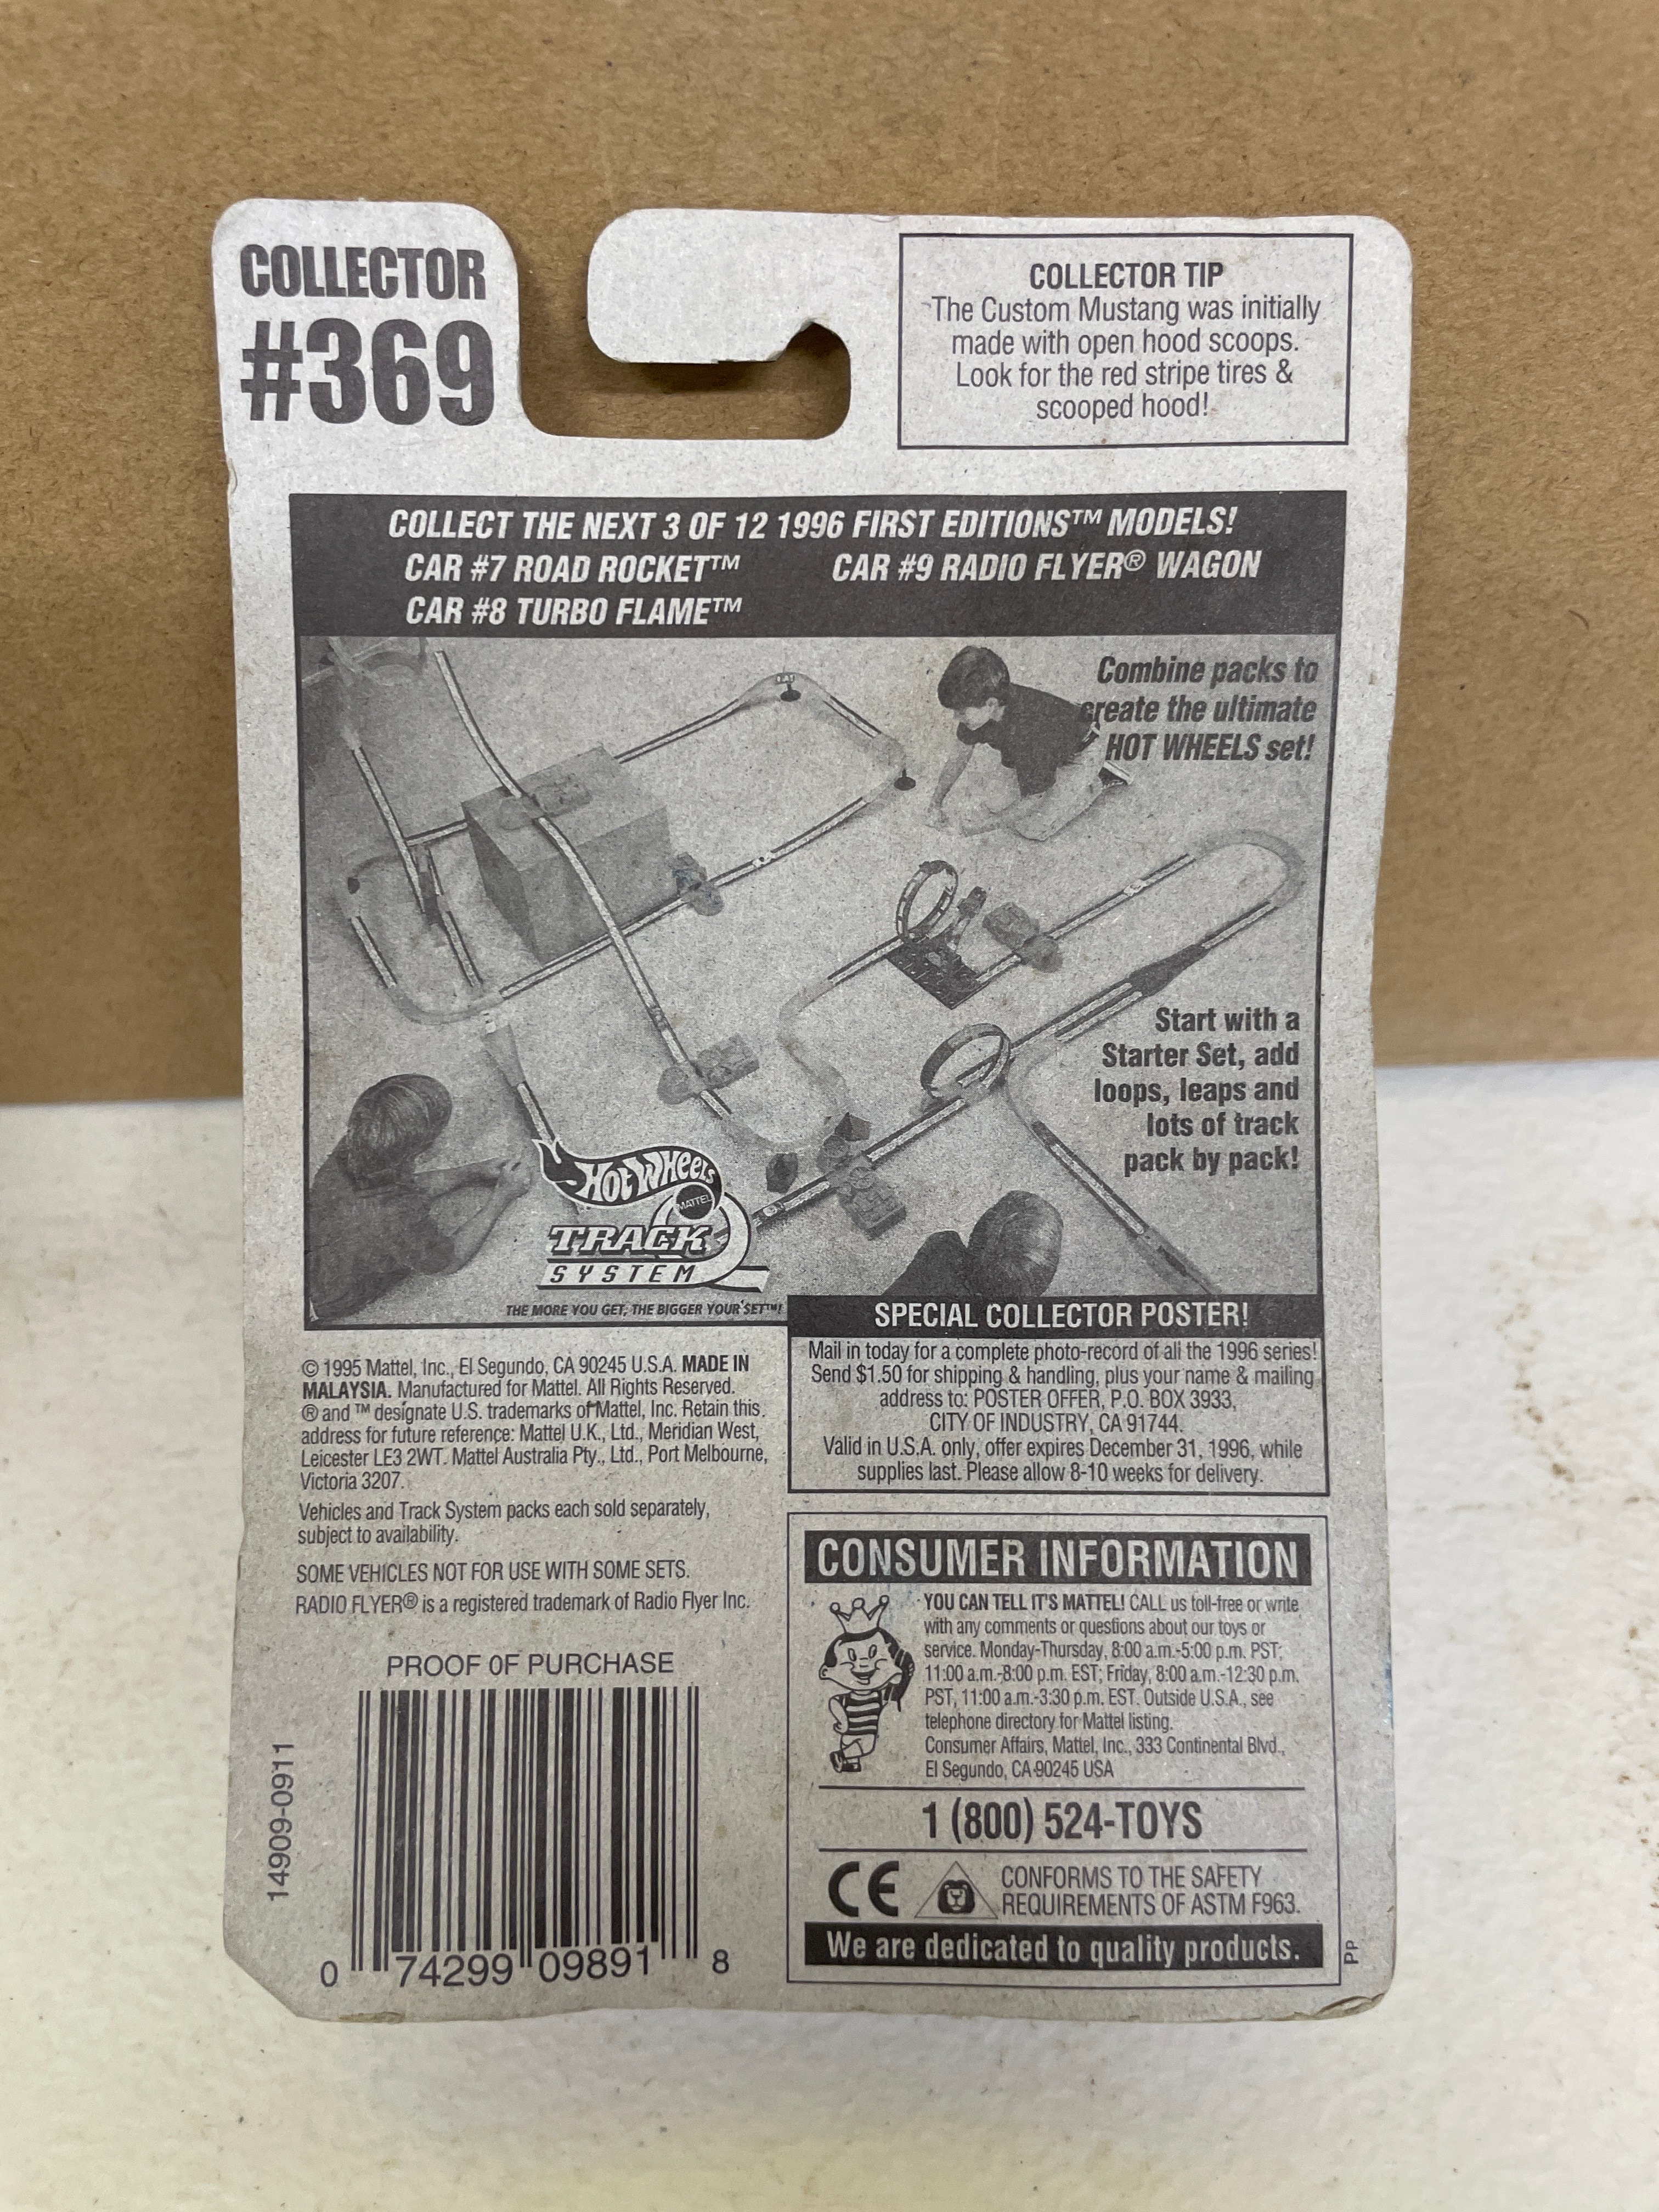 COLLECTOR
#369
COLLECTOR TIP
The Custom Mustang was initially
made with open hood scoops.
Look for the red stripe tires &
scooped hood!
COLLECT THE NEXT 3 OF 12 1996 FIRST EDITIONS™ MODELS!
CAR #7 ROAD ROCKET™
CAR #9 RADIO FLYER® WAGON
CAR #8 TURBO FLAME™
Combine packs to
create the ultimate
HOT WHEELS set!
Start with a
Starter Set, add
loops, leaps and
lots of track
pack by pack!
HOT WHEELS
MATTEL
TRACK
SYSTEM
THE MORE YOU GET, THE BIGGER YOUR SET™!
© 1995 Mattel, Inc., El Segundo, CA 90245 U.S.A. MADE IN
MALAYSIA. Manufactured for Mattel. All Rights Reserved.
® and ™ designate U.S. trademarks of Mattel, Inc. Retain this
address for future reference: Mattel U.K., Ltd., Meridian West,
Leicester LE3 2WT. Mattel Australia Pty., Ltd., Port Melbourne,
Victoria 3207.
Vehicles and Track System packs each sold separately,
subject to availability.
SOME VEHICLES NOT FOR USE WITH SOME SETS.
RADIO FLYER® is a registered trademark of Radio Flyer Inc.
SPECIAL COLLECTOR POSTER!
Mail in today for a complete photo-record of all the 1996 series!
Send $1.50 for shipping & handling, plus your name & mailing
address to: POSTER OFFER, P.O. BOX 3933,
CITY OF INDUSTRY, CA 91744.
Valid in U.S.A. only, offer expires December 31, 1996, while
supplies last. Please allow 8-10 weeks for delivery.
PROOF OF PURCHASE
14909-0911
0 74299 09891 8
CONSUMER INFORMATION
YOU CAN TELL IT'S MATTEL! CALL us toll-free or write
with any comments or questions about our toys or
service. Monday-Thursday, 8:00 a.m.-5:00 p.m. PST;
11:00 a.m.-8:00 p.m. EST; Friday, 8:00 a.m.-12:30 p.m.
PST, 11:00 a.m.-3:30 p.m. EST. Outside U.S.A., see
telephone directory for Mattel listing.
Consumer Affairs, Mattel, Inc., 333 Continental Blvd.,
El Segundo, CA 90245 USA
1 (800) 524-TOYS
CE
CONFORMS TO THE SAFETY
REQUIREMENTS OF ASTM F963.
We are dedicated to quality products.
PP